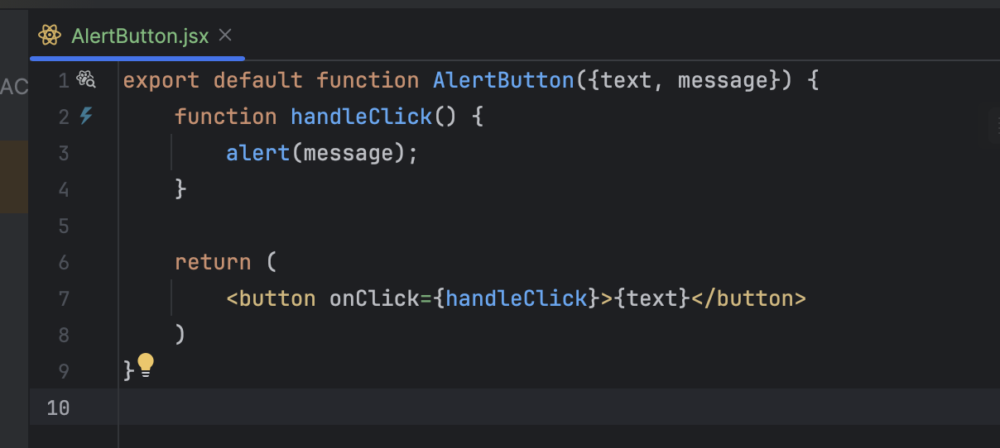 AlertButton.jsx
AC
1 export default function AlertButton({text, message}) {
2     function handleClick() {
3         alert(message);
4     }
5
6     return (
7         <button onClick={handleClick}>{text}</button>
8     )
9 }
10